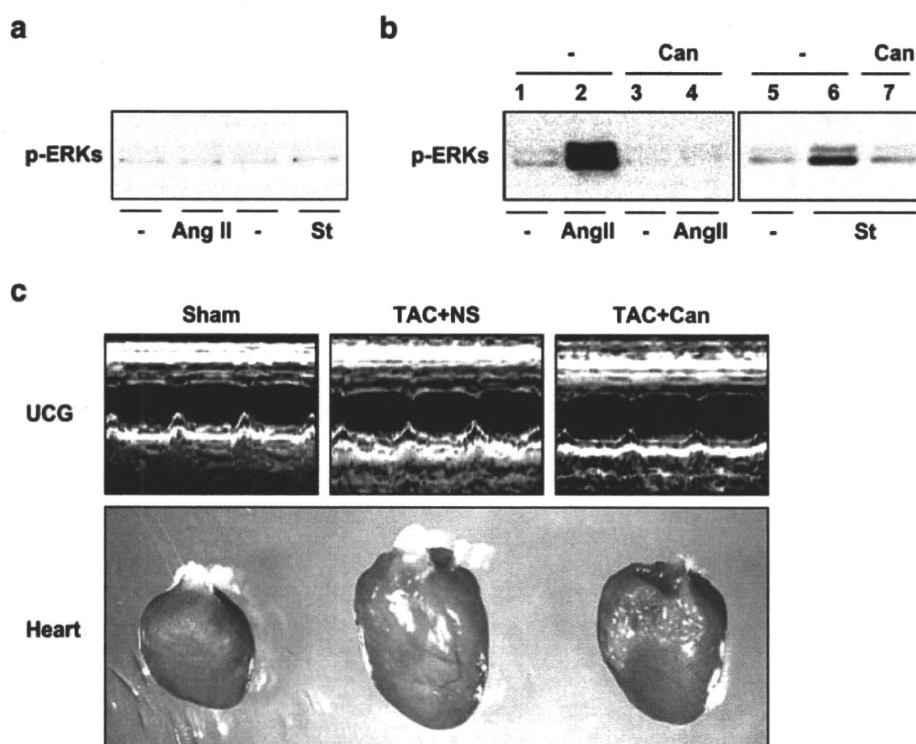 a
p-ERKs
- Ang II - St
b
- Can - Can
1 2 3 4 5 6 7
p-ERKs
- AngII - AngII - St
c
Sham TAC+NS TAC+Can
UCG
Heart